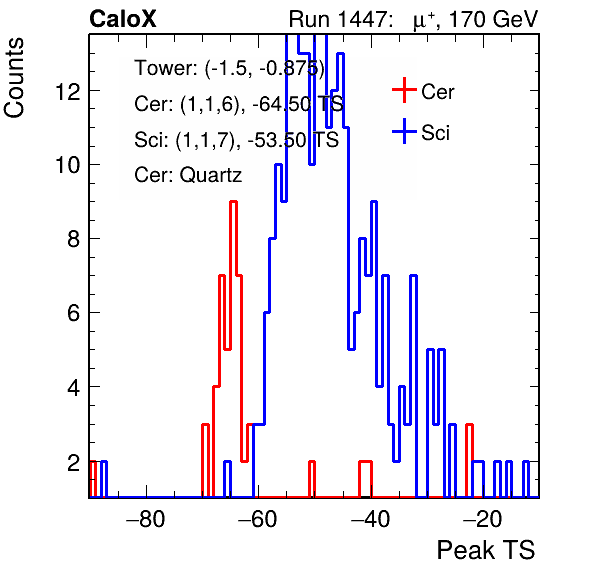 CaloX Run 1447: μ⁺, 170 GeV
Counts
Tower: (-1.5, -0.875)
Cer: (1,1,6), -64.50 TS
Sci: (1,1,7), -53.50 TS
Cer: Quartz
Cer
Sci
12
10
8
6
4
2
−80 −60 −40 −20
Peak TS